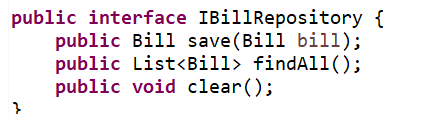 public interface IBillRepository {
    public Bill save(Bill bill);
    public List<Bill> findAll();
    public void clear();
}